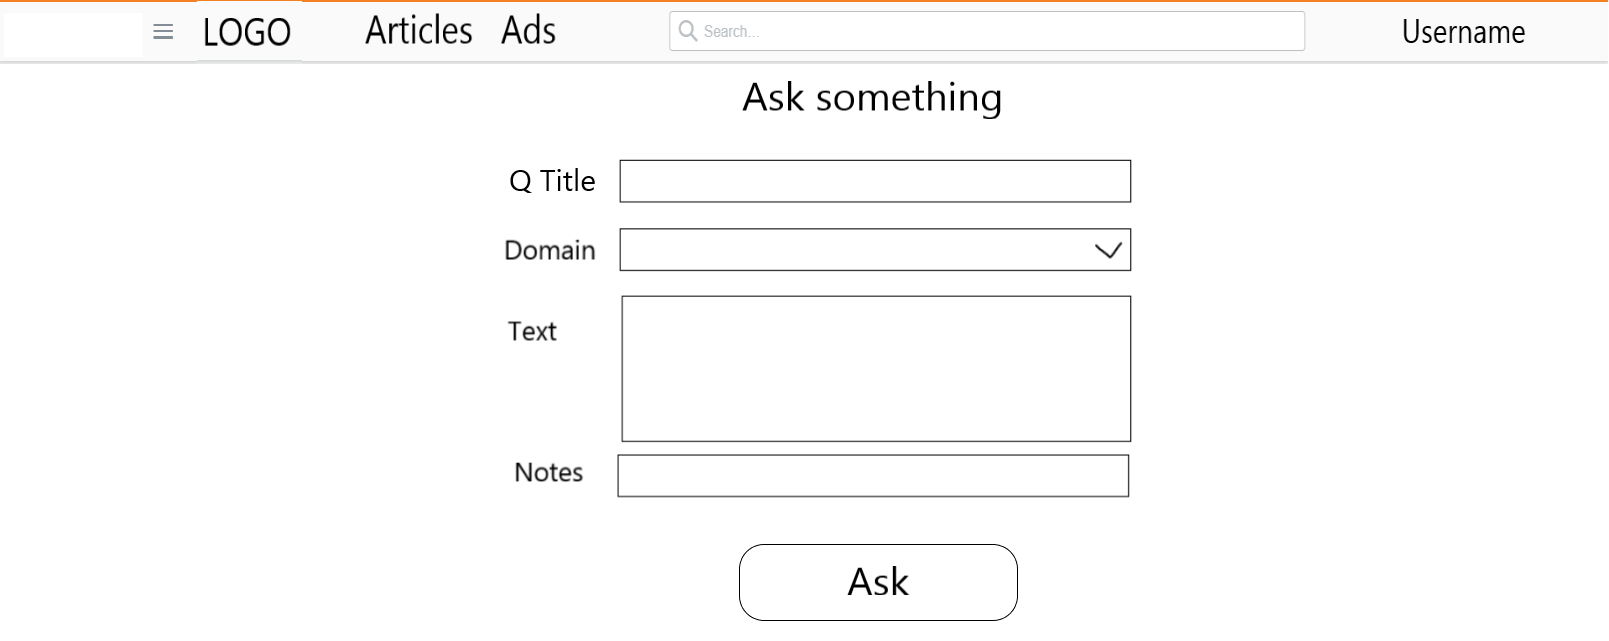 LOGO Articles Ads Search... Username
Ask something
Q Title
Domain
Text
Notes
Ask